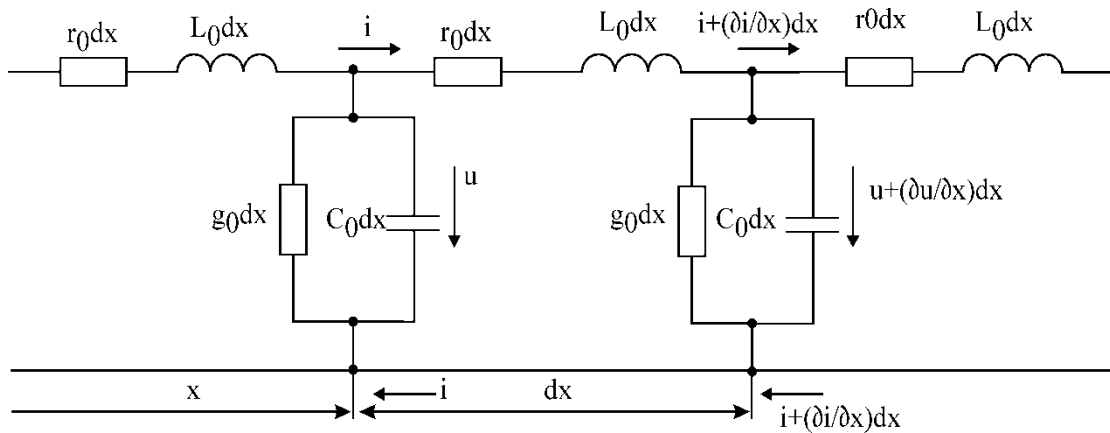 r₀dx L₀dx i r₀dx L₀dx i+(∂i/∂x)dx r0dx L₀dx
g₀dx C₀dx u g₀dx C₀dx u+(∂u/∂x)dx
x i dx i+(∂i/∂x)dx